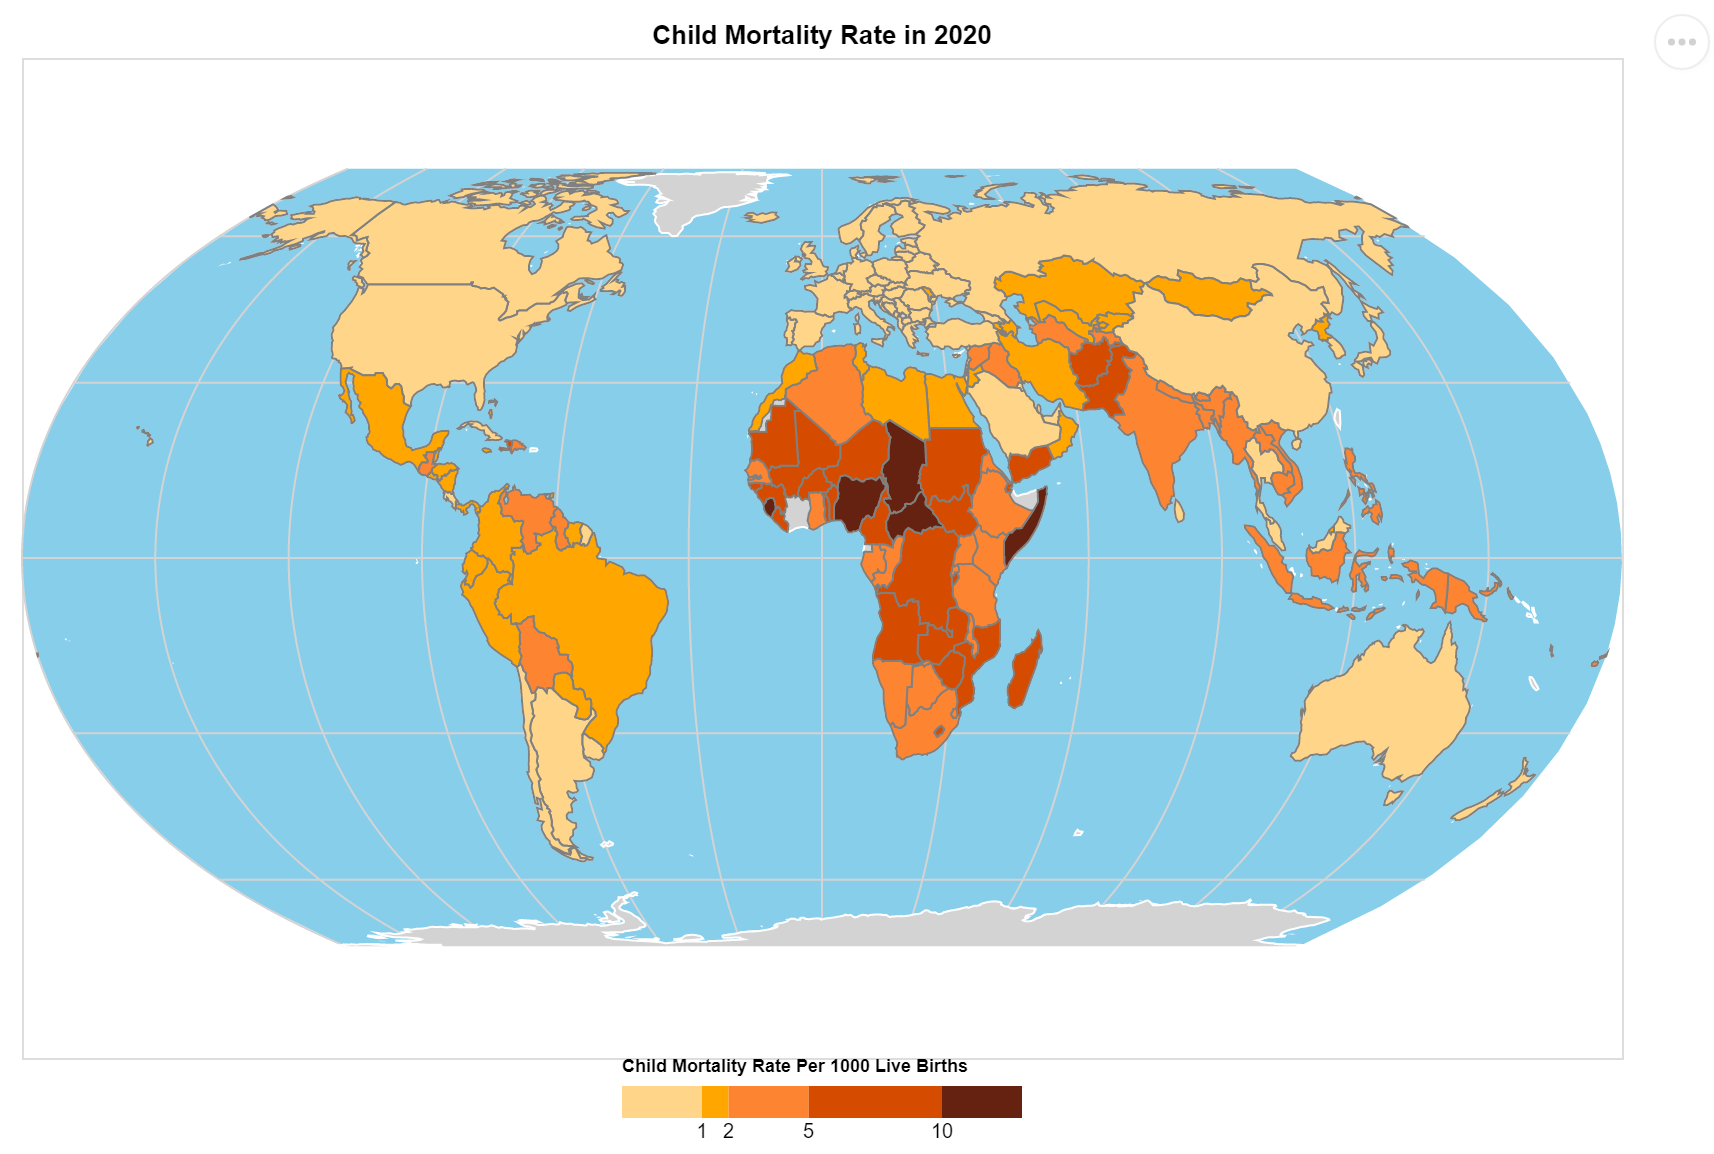 Child Mortality Rate in 2020
Child Mortality Rate Per 1000 Live Births
1 2 5 10